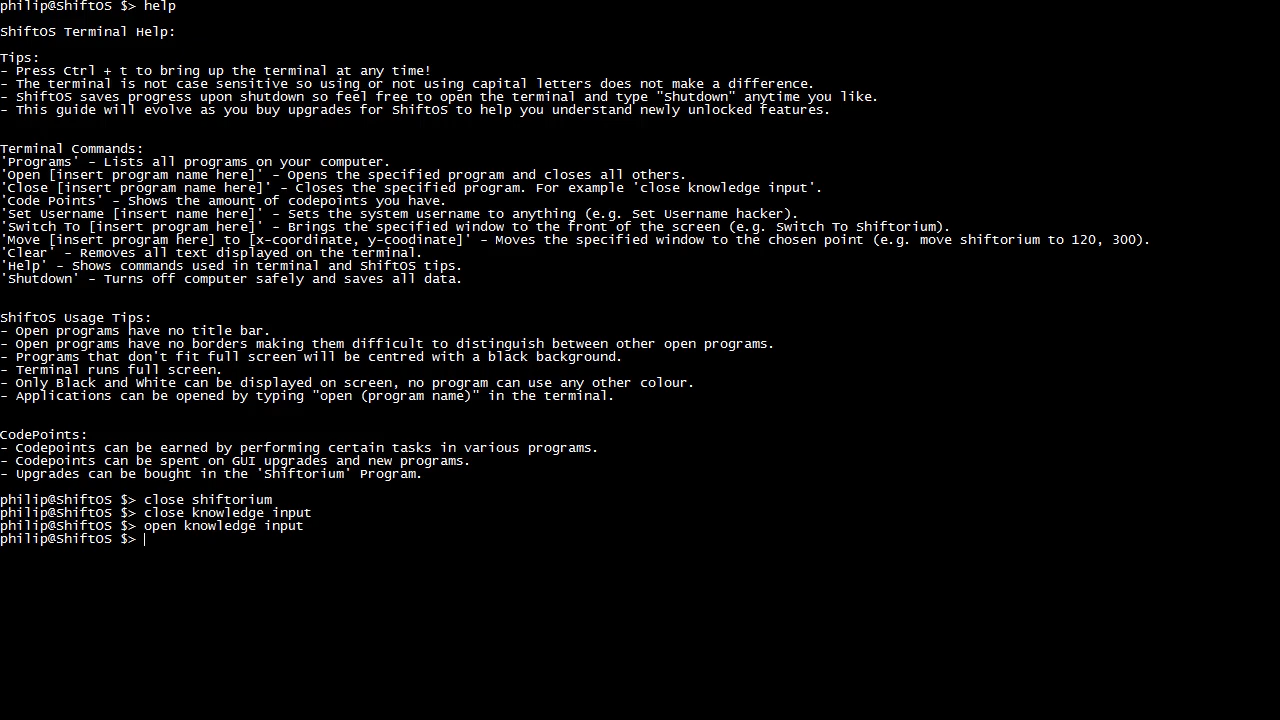 philip@ShiftOS $> help
ShiftOS Terminal Help:
Tips:
- Press Ctrl + t to bring up the terminal at any time!
- The terminal is not case sensitive so using or not using capital letters does not make a difference.
- ShiftOS saves progress upon shutdown so feel free to open the terminal and type "Shutdown" anytime you like.
- This guide will evolve as you buy upgrades for ShiftOS to help you understand newly unlocked features.
Terminal Commands:
'Programs' - Lists all programs on your computer.
'Open [insert program name here]' - Opens the specified program and closes all others.
'Close [insert program name here]' - Closes the specified program. For example 'close knowledge input'.
'Code Points' - Shows the amount of codepoints you have.
'Set Username [insert name here]' - Sets the system username to anything (e.g. Set Username hacker).
'Switch To [insert program here]' - Brings the specified window to the front of the screen (e.g. Switch To Shiftorium).
'Move [insert program here] to [x-coordinate, y-coodinate]' - Moves the specified window to the chosen point (e.g. move shiftorium to 120, 300).
'Clear' - Removes all text displayed on the terminal.
'Help' - Shows commands used in terminal and ShiftOS tips.
'Shutdown' - Turns off computer safely and saves all data.
ShiftOS Usage Tips:
- Open programs have no title bar.
- Open programs have no borders making them difficult to distinguish between other open programs.
- Programs that don't fit full screen will be centred with a black background.
- Terminal runs full screen.
- Only Black and White can be displayed on screen, no program can use any other colour.
- Applications can be opened by typing "open (program name)" in the terminal.
CodePoints:
- Codepoints can be earned by performing certain tasks in various programs.
- Codepoints can be spent on GUI upgrades and new programs.
- Upgrades can be bought in the 'Shiftorium' Program.
philip@ShiftOS $> close shiftorium
philip@ShiftOS $> close knowledge input
philip@ShiftOS $> open knowledge input
philip@ShiftOS $>